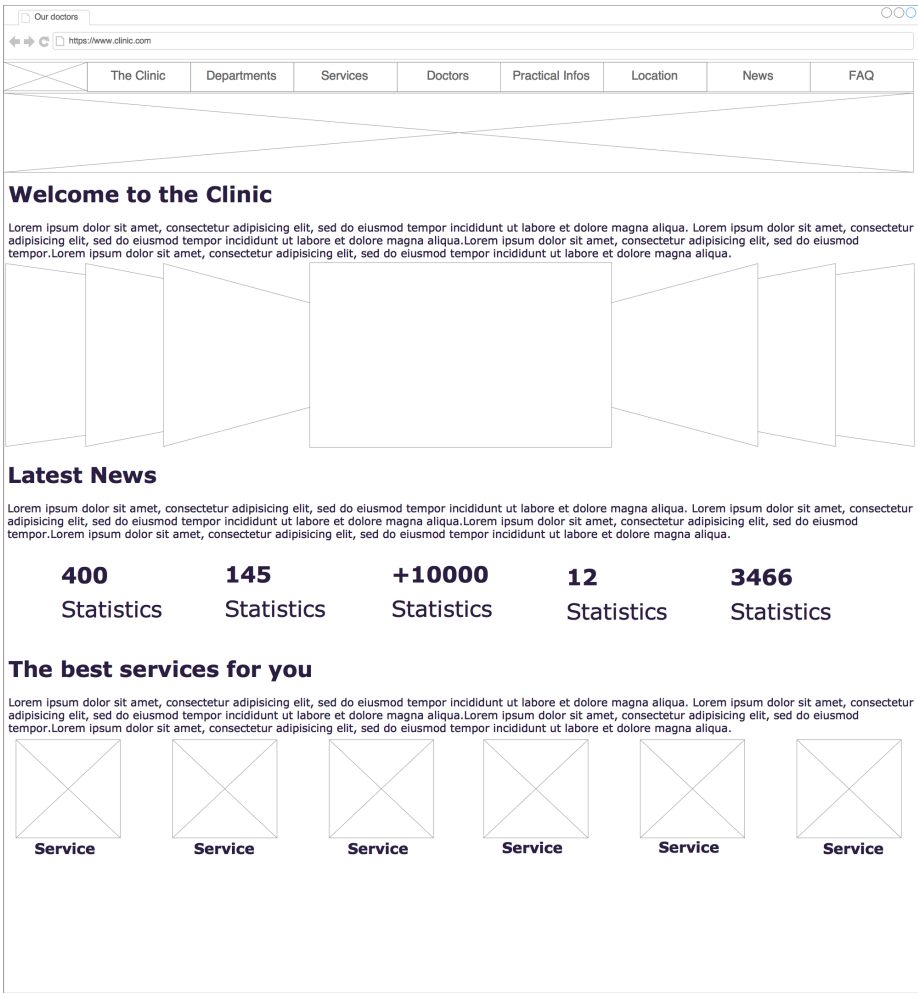 Our doctors
https://www.clinic.com
The Clinic Departments Services Doctors Practical Infos Location News FAQ
Welcome to the Clinic
Lorem ipsum dolor sit amet, consectetur adipisicing elit, sed do eiusmod tempor incididunt ut labore et dolore magna aliqua. Lorem ipsum dolor sit amet, consectetur
adipisicing elit, sed do eiusmod tempor incididunt ut labore et dolore magna aliqua.Lorem ipsum dolor sit amet, consectetur adipisicing elit, sed do eiusmod
tempor.Lorem ipsum dolor sit amet, consectetur adipisicing elit, sed do eiusmod tempor incididunt ut labore et dolore magna aliqua.
Latest News
Lorem ipsum dolor sit amet, consectetur adipisicing elit, sed do eiusmod tempor incididunt ut labore et dolore magna aliqua. Lorem ipsum dolor sit amet, consectetur
adipisicing elit, sed do eiusmod tempor incididunt ut labore et dolore magna aliqua.Lorem ipsum dolor sit amet, consectetur adipisicing elit, sed do eiusmod
tempor.Lorem ipsum dolor sit amet, consectetur adipisicing elit, sed do eiusmod tempor incididunt ut labore et dolore magna aliqua.
400 145 +10000 12 3466
Statistics Statistics Statistics Statistics Statistics
The best services for you
Lorem ipsum dolor sit amet, consectetur adipisicing elit, sed do eiusmod tempor incididunt ut labore et dolore magna aliqua. Lorem ipsum dolor sit amet, consectetur
adipisicing elit, sed do eiusmod tempor incididunt ut labore et dolore magna aliqua.Lorem ipsum dolor sit amet, consectetur adipisicing elit, sed do eiusmod
tempor.Lorem ipsum dolor sit amet, consectetur adipisicing elit, sed do eiusmod tempor incididunt ut labore et dolore magna aliqua.
Service Service Service Service Service Service